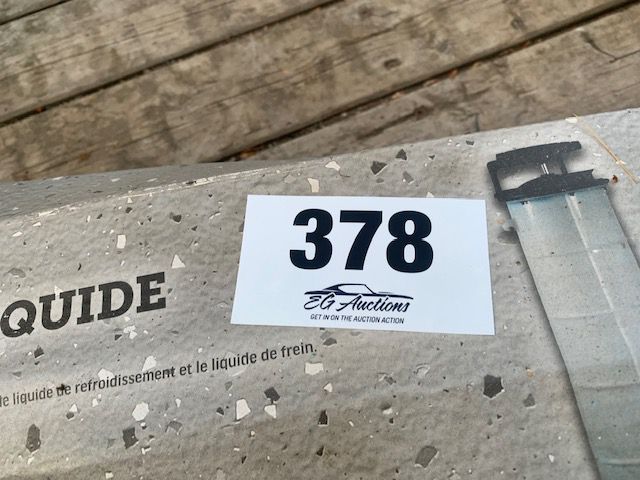 378
EG Auctions
GET IN ON THE AUCTION ACTION
QUIDE
le liquide de refroidissement et le liquide de frein.